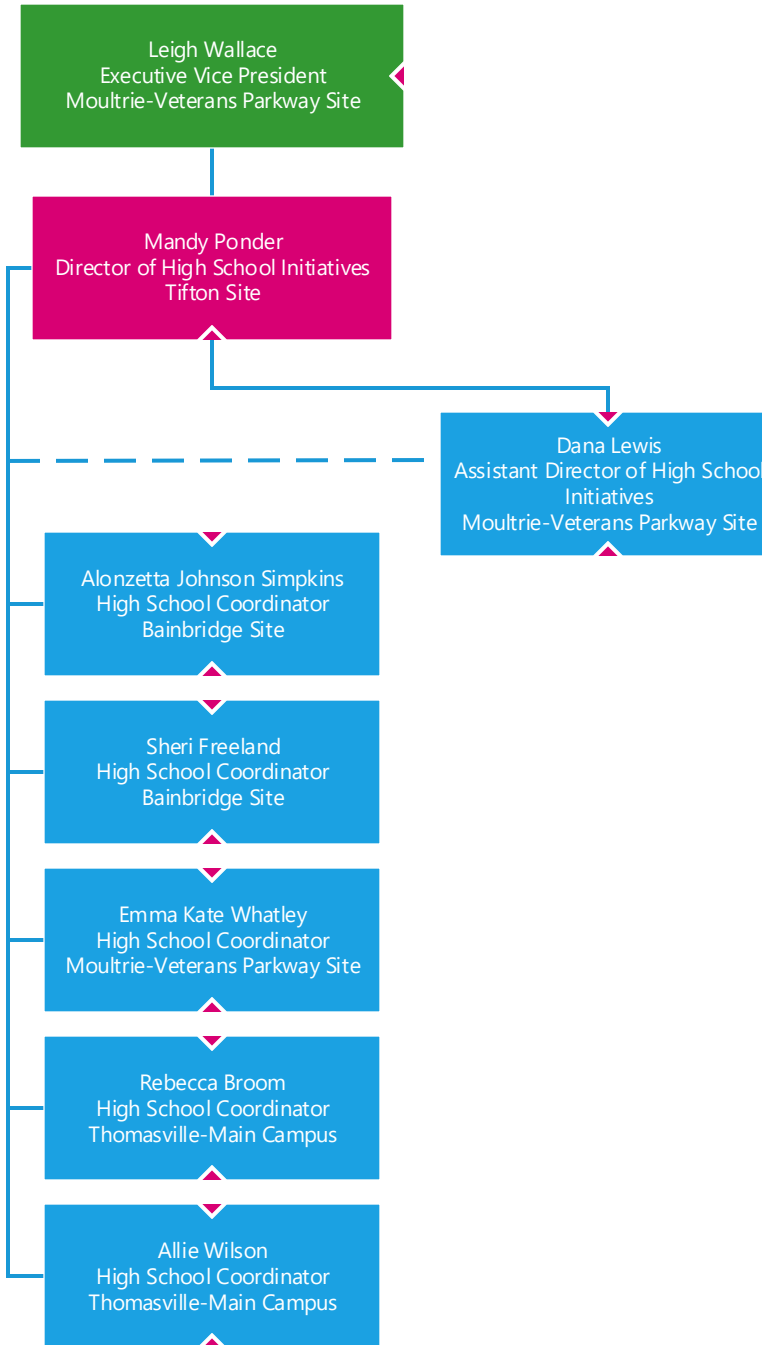 Leigh Wallace
Executive Vice President
Moultrie-Veterans Parkway Site
Mandy Ponder
Director of High School Initiatives
Tifton Site
Dana Lewis
Assistant Director of High School
Initiatives
Moultrie-Veterans Parkway Site
Alonzetta Johnson Simpkins
High School Coordinator
Bainbridge Site
Sheri Freeland
High School Coordinator
Bainbridge Site
Emma Kate Whatley
High School Coordinator
Moultrie-Veterans Parkway Site
Rebecca Broom
High School Coordinator
Thomasville-Main Campus
Allie Wilson
High School Coordinator
Thomasville-Main Campus